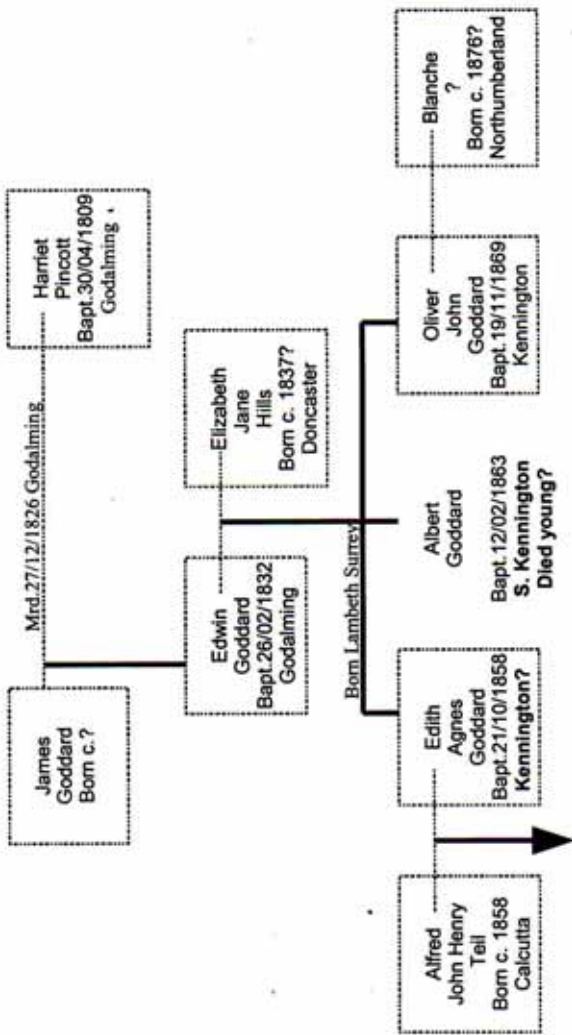 James
Goddard
Born c.?
Mrd.27/12/1826 Godalming
Harriet
Pincott
Bapt.30/04/1809
Godalming
Edwin
Goddard
Bapt.26/02/1832
Godalming
Elizabeth
Jane
Hills
Born c. 1837?
Doncaster
Born Lambeth Surrey
Alfred
John Henry
Teil
Born c. 1858
Calcutta
Edith
Agnes
Goddard
Bapt.21/10/1858
Kennington?
Albert
Goddard
Bapt.12/02/1863
S. Kennington
Died young?
Oliver
John
Goddard
Bapt.19/11/1869
Kennington
Blanche
?
Born c. 1876?
Northumberland